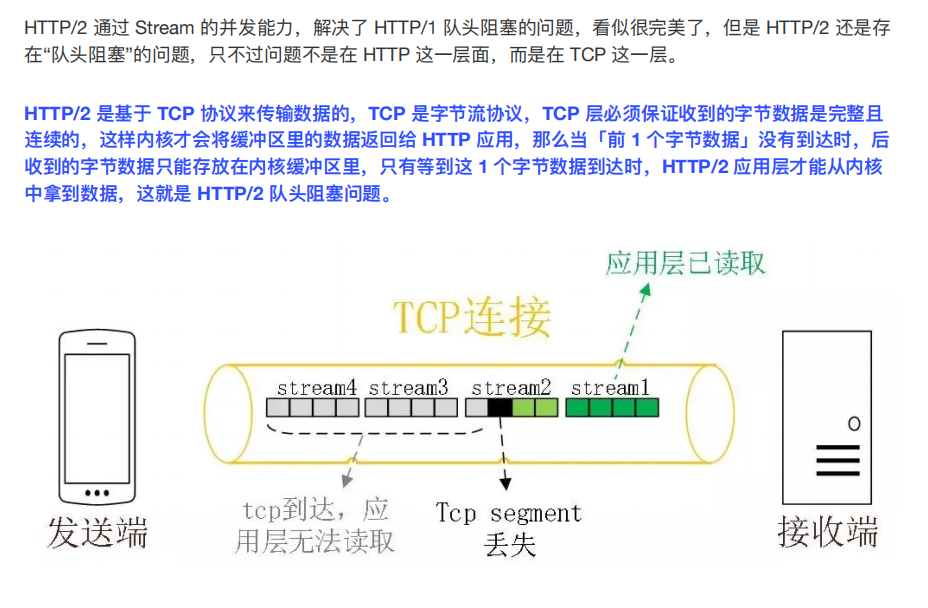 HTTP/2 通过 Stream 的并发能力，解决了 HTTP/1 队头阻塞的问题，看似很完美了，但是 HTTP/2 还是存
在“队头阻塞”的问题，只不过问题不是在 HTTP 这一层面，而是在 TCP 这一层。
HTTP/2 是基于 TCP 协议来传输数据的，TCP 是字节流协议，TCP 层必须保证收到的字节数据是完整且
连续的，这样内核才会将缓冲区里的数据返回给 HTTP 应用，那么当「前 1 个字节数据」没有到达时，后
收到的字节数据只能存放在内核缓冲区里，只有等到这 1 个字节数据到达时，HTTP/2 应用层才能从内核
中拿到数据，这就是 HTTP/2 队头阻塞问题。
应用层已读取
TCP连接
stream4 stream3 stream2 stream1
tcp到达，应
用层无法读取
Tcp segment
丢失
发送端
接收端